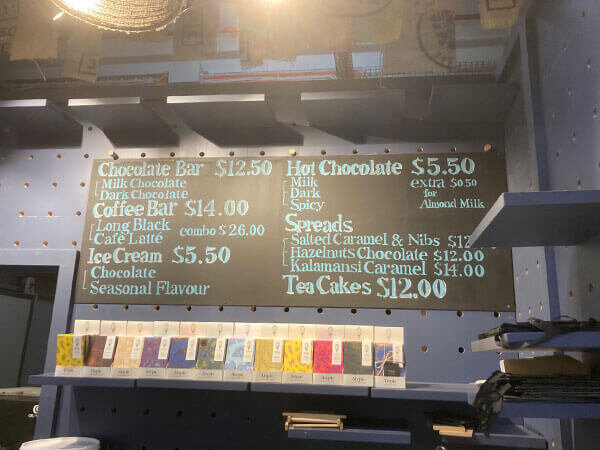 Chocolate Bar $12.50
Milk Chocolate
Dark Chocolate
Coffee Bar $14.00
Long Black
Café Latté
combo $26.00
Ice Cream $5.50
Chocolate
Seasonal Flavour
Hot Chocolate $5.50
Milk
Dark
Spicy
extra $0.50
for
Almond Milk
Spreads
Salted Caramel & Nibs $12
Hazelnuts Chocolate $12.00
Kalamansi Caramel $14.00
Tea Cakes $12.00